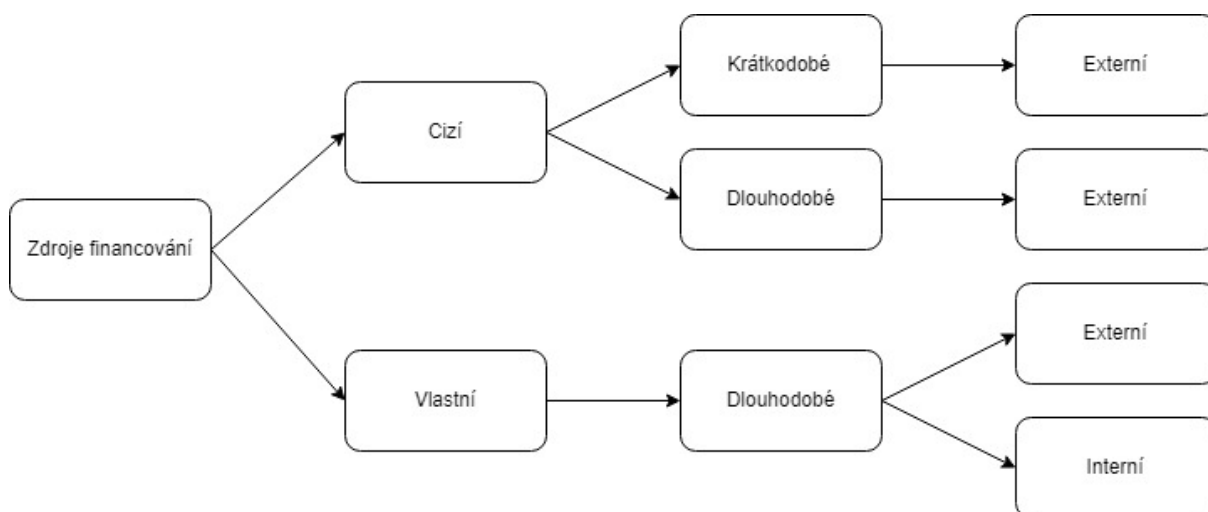 Krátkodobé
Externí
Cizí
Dlouhodobé
Externí
Zdroje financování
Externí
Vlastní
Dlouhodobé
Interní